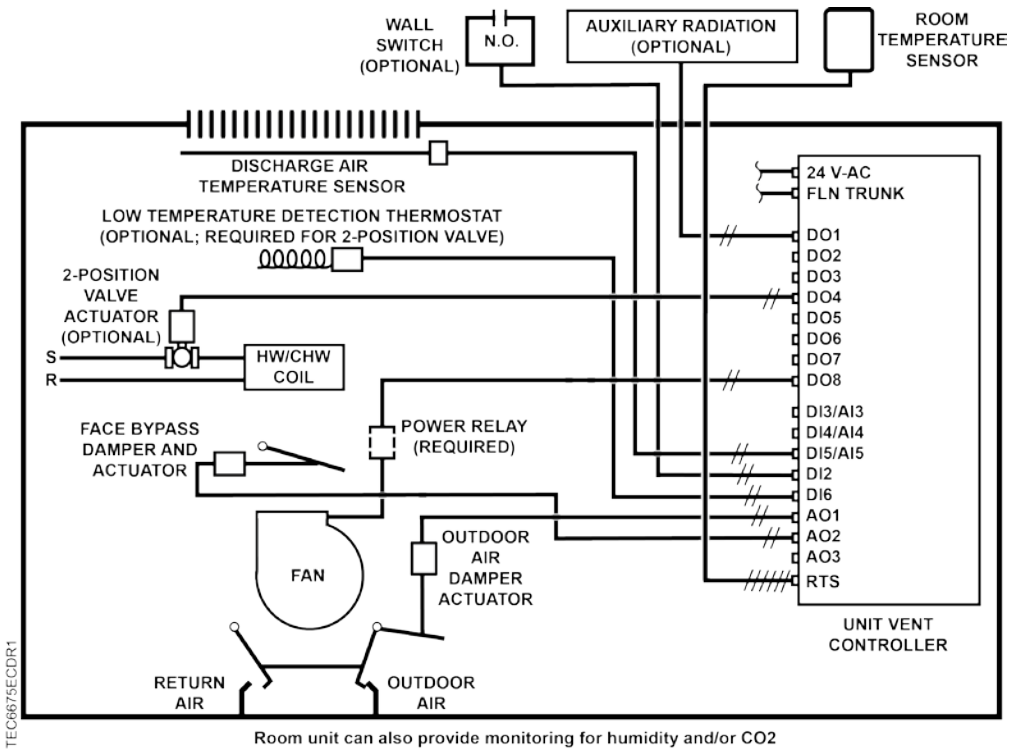 WALL
SWITCH
(OPTIONAL)
N.O.
AUXILIARY RADIATION
(OPTIONAL)
ROOM
TEMPERATURE
SENSOR
DISCHARGE AIR
TEMPERATURE SENSOR
LOW TEMPERATURE DETECTION THERMOSTAT
(OPTIONAL; REQUIRED FOR 2-POSITION VALVE)
2-POSITION
VALVE
ACTUATOR
(OPTIONAL)
S
R
HW/CHW
COIL
FACE BYPASS
DAMPER AND
ACTUATOR
POWER RELAY
(REQUIRED)
FAN
OUTDOOR
AIR
DAMPER
ACTUATOR
RETURN
AIR
OUTDOOR
AIR
24 V-AC
FLN TRUNK
DO1
DO2
DO3
DO4
DO5
DO6
DO7
DO8
DI3/AI3
DI4/AI4
DI5/AI5
DI2
DI6
AO1
AO2
AO3
RTS
UNIT VENT
CONTROLLER
TEC6675ECDR1
Room unit can also provide monitoring for humidity and/or CO2